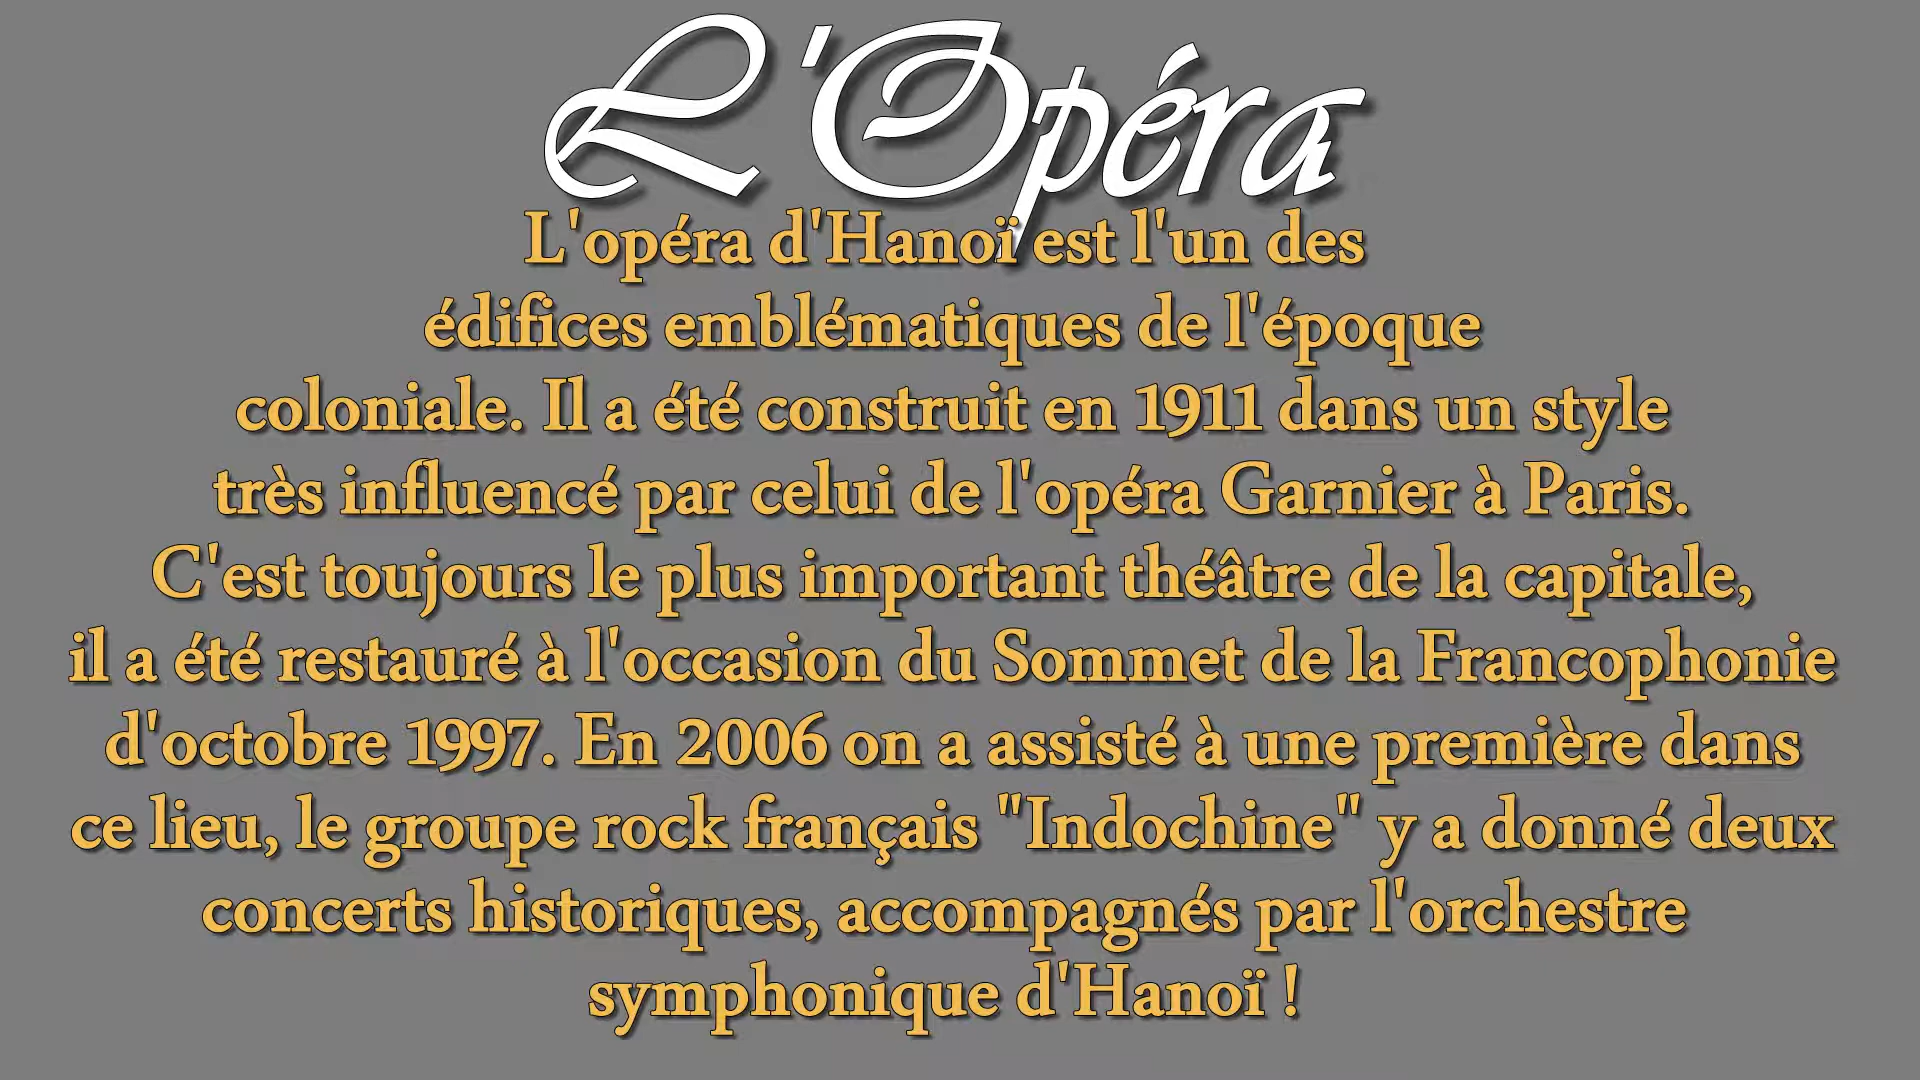 L'Opéra
L'opéra d'Hanoï est l'un des
édifices emblématiques de l'époque
coloniale. Il a été construit en 1911 dans un style
très influencé par celui de l'opéra Garnier à Paris.
C'est toujours le plus important théâtre de la capitale,
il a été restauré à l'occasion du Sommet de la Francophonie
d'octobre 1997. En 2006 on a assisté à une première dans
ce lieu, le groupe rock français "Indochine" y a donné deux
concerts historiques, accompagnés par l'orchestre
symphonique d'Hanoï !